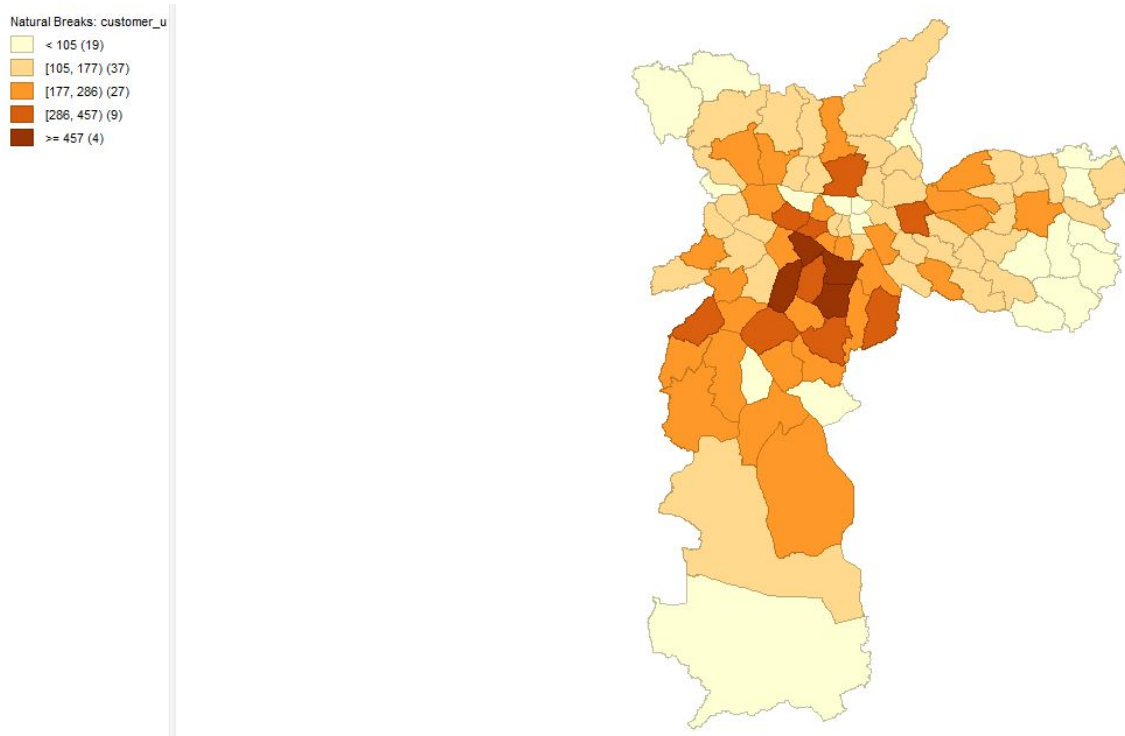 Natural Breaks: customer_u
< 105 (19)
[105, 177) (37)
[177, 286) (27)
[286, 457) (9)
>= 457 (4)